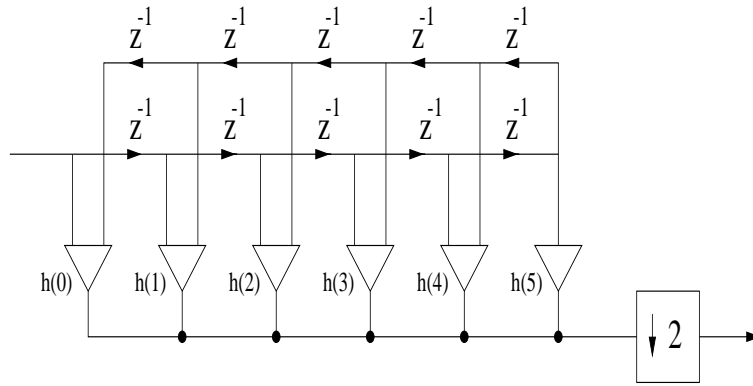 z⁻¹ z⁻¹ z⁻¹ z⁻¹ z⁻¹
z⁻¹ z⁻¹ z⁻¹ z⁻¹ z⁻¹
h(0) h(1) h(2) h(3) h(4) h(5)
↓ 2